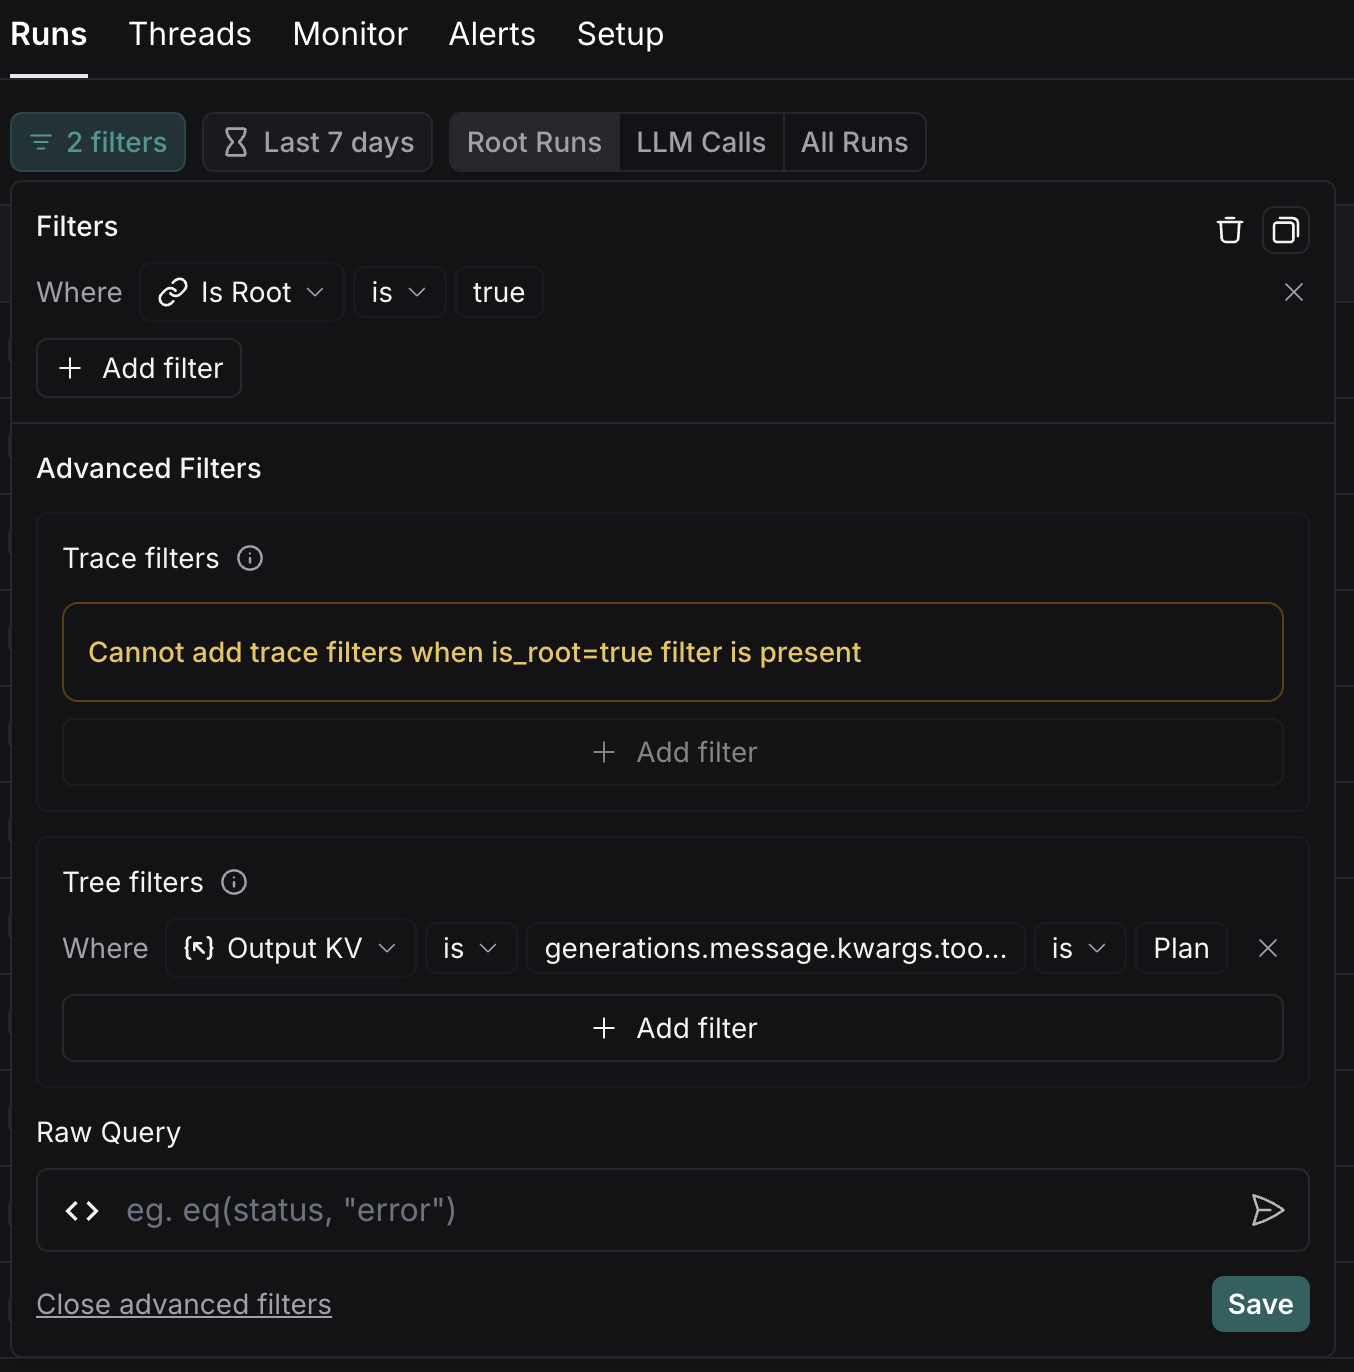 Runs Threads Monitor Alerts Setup
2 filters Last 7 days Root Runs LLM Calls All Runs
Filters
Where Is Root is true
Add filter
Advanced Filters
Trace filters
Cannot add trace filters when is_root=true filter is present
Add filter
Tree filters
Where Output KV is generations.message.kwargs.too... is Plan
Add filter
Raw Query
eg. eq(status, "error")
Close advanced filters Save